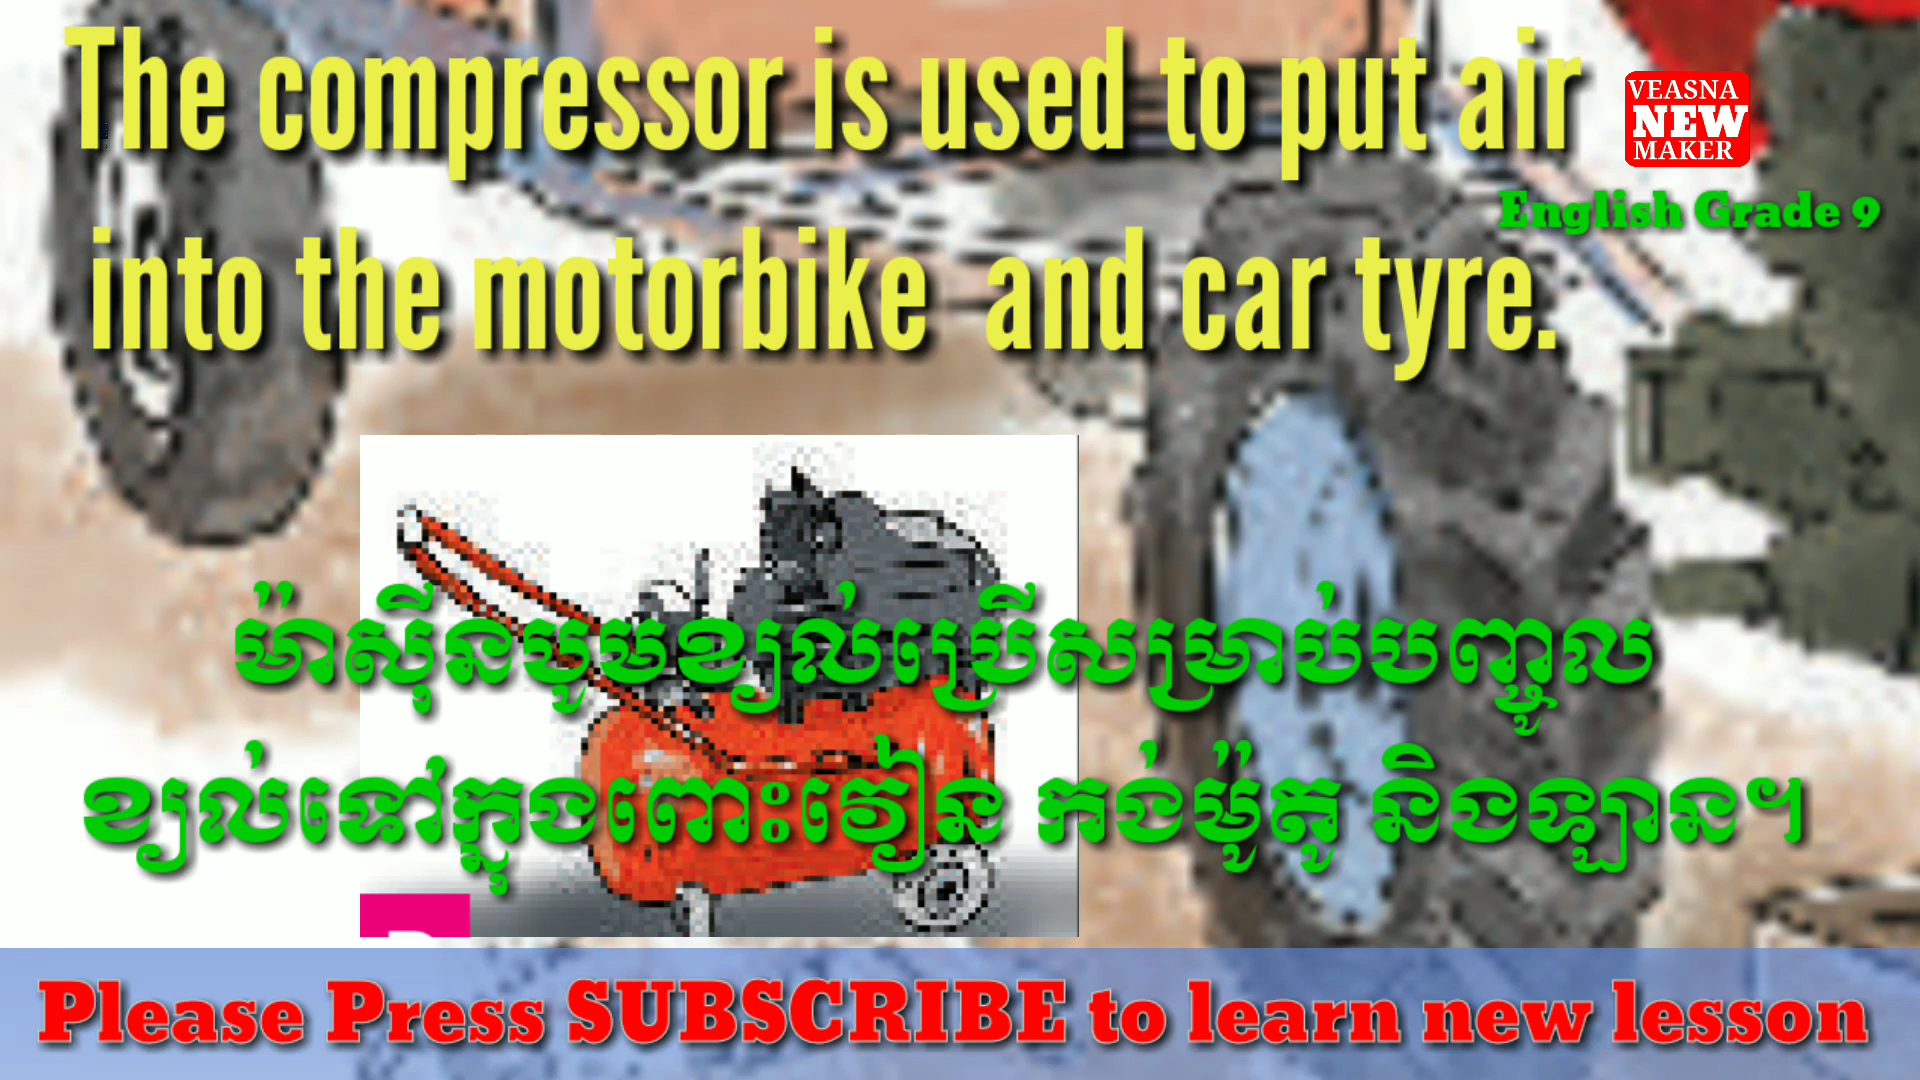 The compressor is used to put air
VEASNA
NEW
MAKER
English Grade 9
into the motorbike and car tyre.
ម៉ាស៊ីនបូមខ្យល់ប្រើសម្រាប់បញ្ចូល
ខ្យល់ទៅក្នុងពោះវៀន កង់ម៉ូតូ និងឡាន។
Please Press SUBSCRIBE to learn new lesson